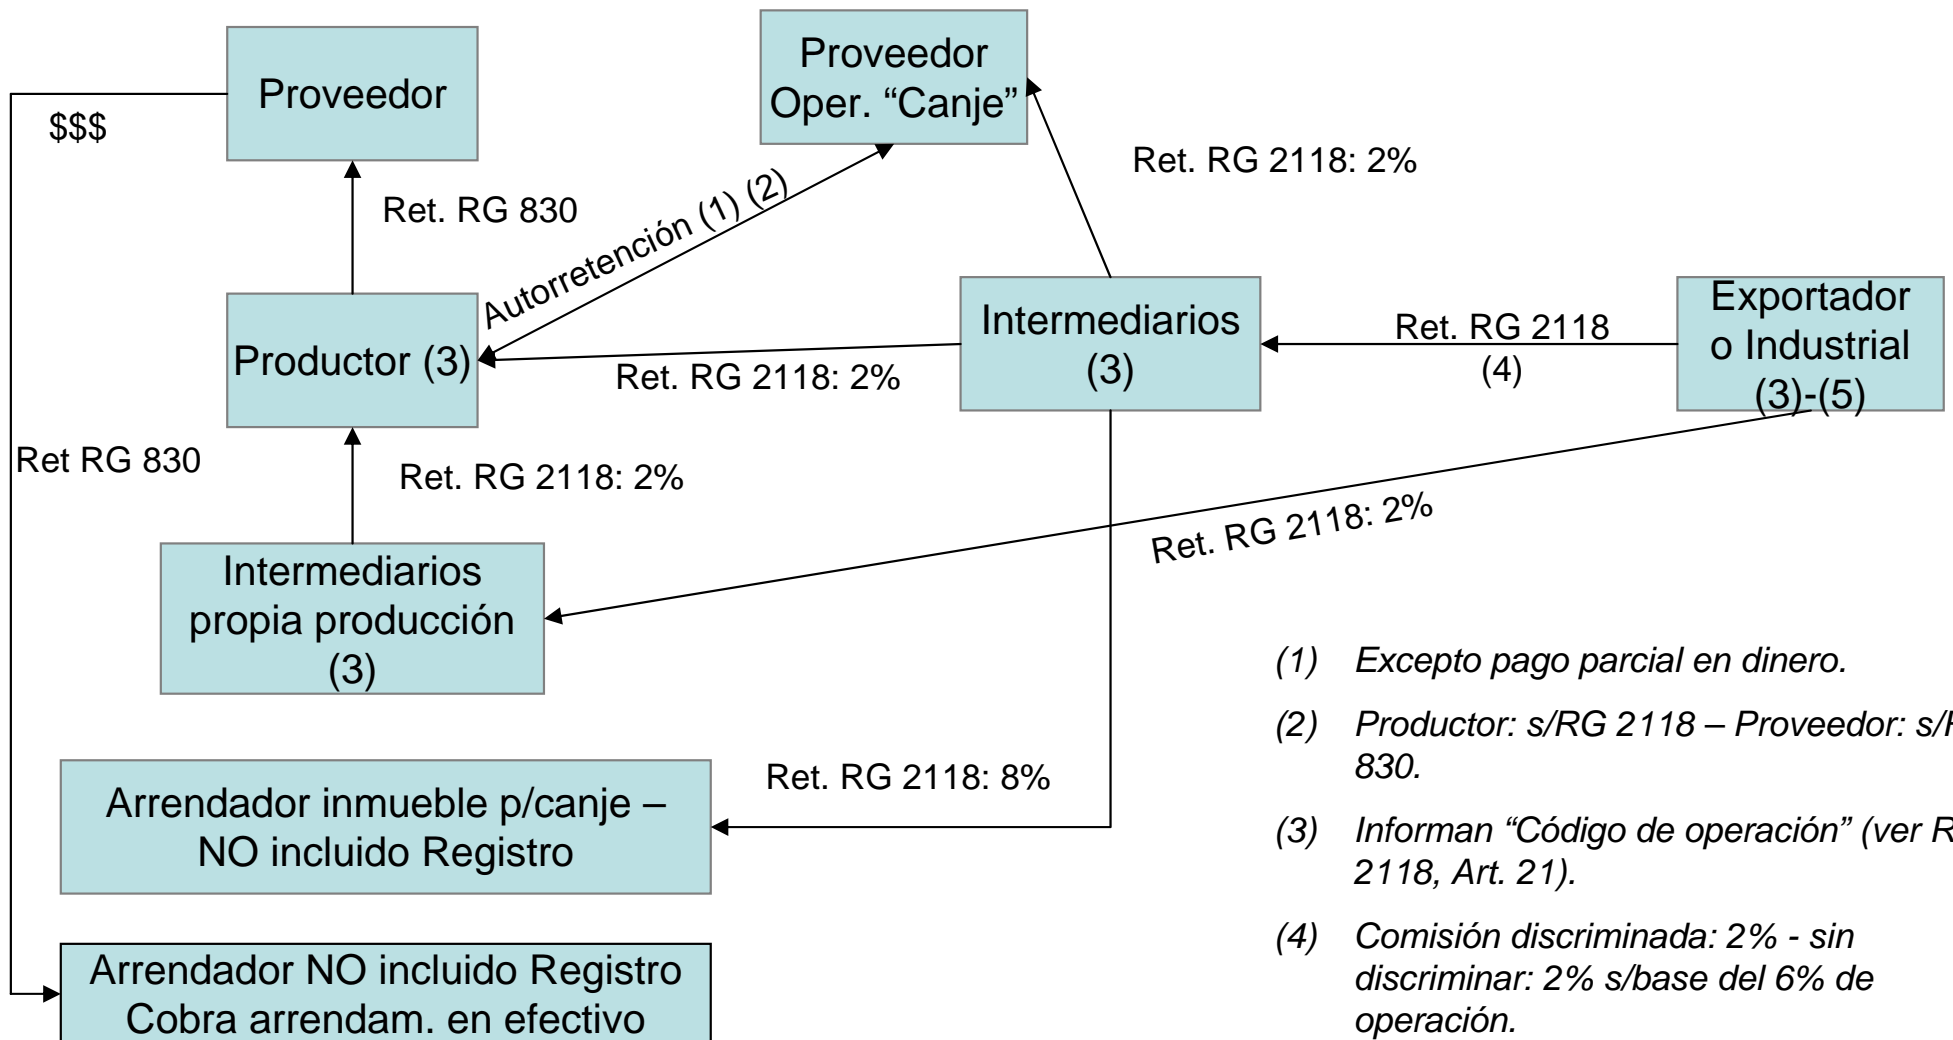 Proveedor
Proveedor
Oper. “Canje”
$$$
Ret. RG 2118: 2%
Ret. RG 830
Autorretención (1) (2)
Productor (3)
Intermediarios
(3)
Exportador
o Industrial
(3)-(5)
Ret. RG 2118
(4)
Ret. RG 2118: 2%
Ret RG 830
Ret. RG 2118: 2%
Ret. RG 2118: 2%
Intermediarios
propia producción
(3)
Arrendador inmueble p/canje –
NO incluido Registro
Ret. RG 2118: 8%
Arrendador NO incluido Registro
Cobra arrendam. en efectivo
(1) Excepto pago parcial en dinero.
(2) Productor: s/RG 2118 – Proveedor: s/
830.
(3) Informan “Código de operación” (ver
2118, Art. 21).
(4) Comisión discriminada: 2% - sin
discriminar: 2% s/base del 6% de
operación.